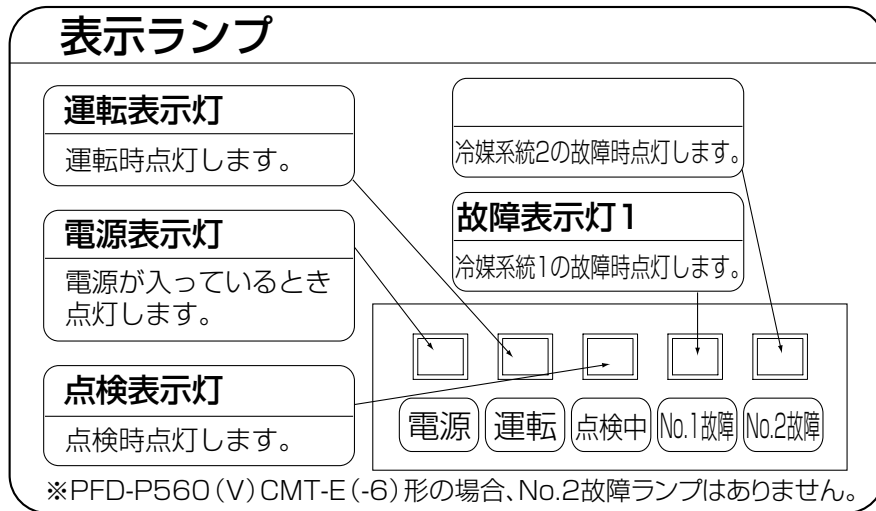 表示ランプ
運転表示灯
運転時点灯します。
冷媒系統2の故障時点灯します。
電源表示灯
電源が入っているとき
点灯します。
故障表示灯1
冷媒系統1の故障時点灯します。
点検表示灯
点検時点灯します。
電源 運転 点検中 No.1故障 No.2故障
※PFD-P560(V)CMT-E(-6)形の場合、No.2故障ランプはありません。